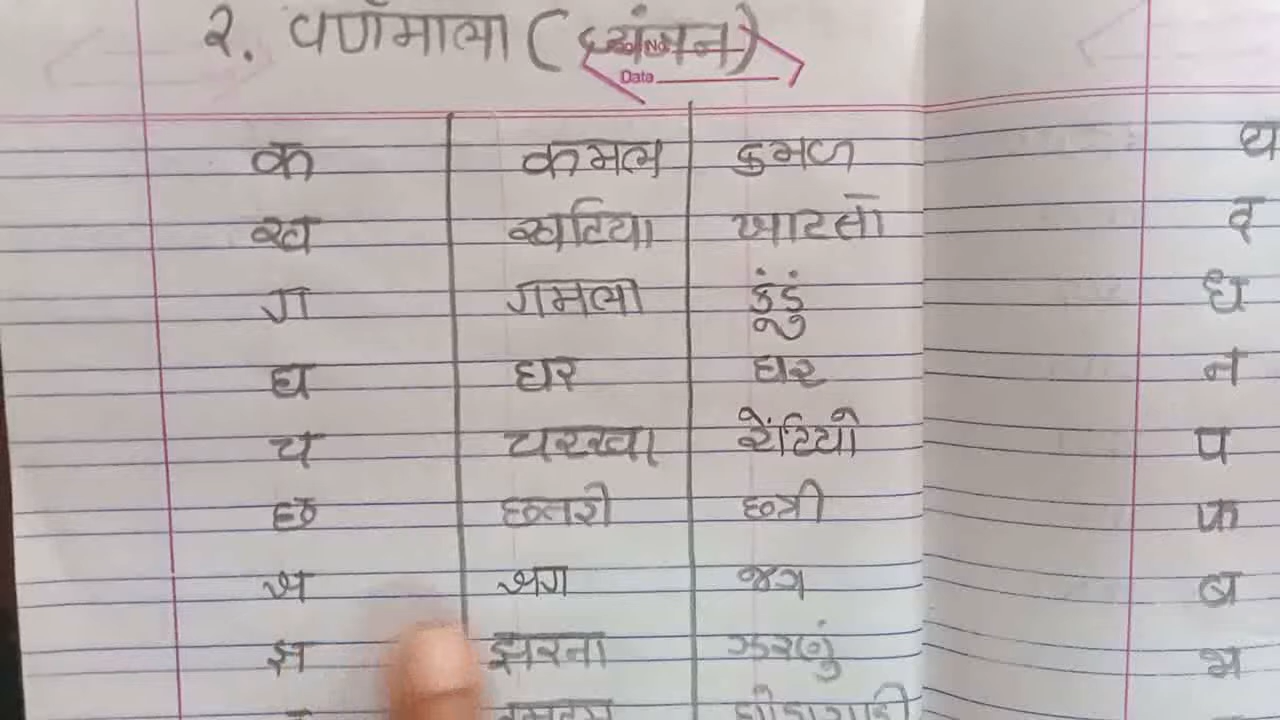 २. वर्णमाला (व्यंजन)
Data
क कमल કમળ
ख खटिया ખાટલો
ग गमला કૂંડું
घ घर ઘર
च चरखा રેંટિયો
छ छतरी છત્રી
ज जग જગ
झ झरना ઝરણું
य
द
ध
न
प
फ
ब
भ